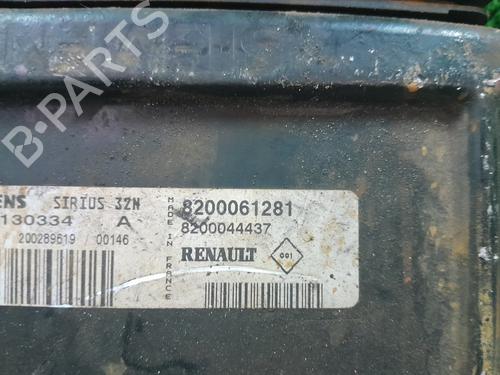 B-Parts
ENS SIRIUS 32N
130334 A
200289619 00146
MADE IN FRANCE
8200061281
8200044437
RENAULT
001